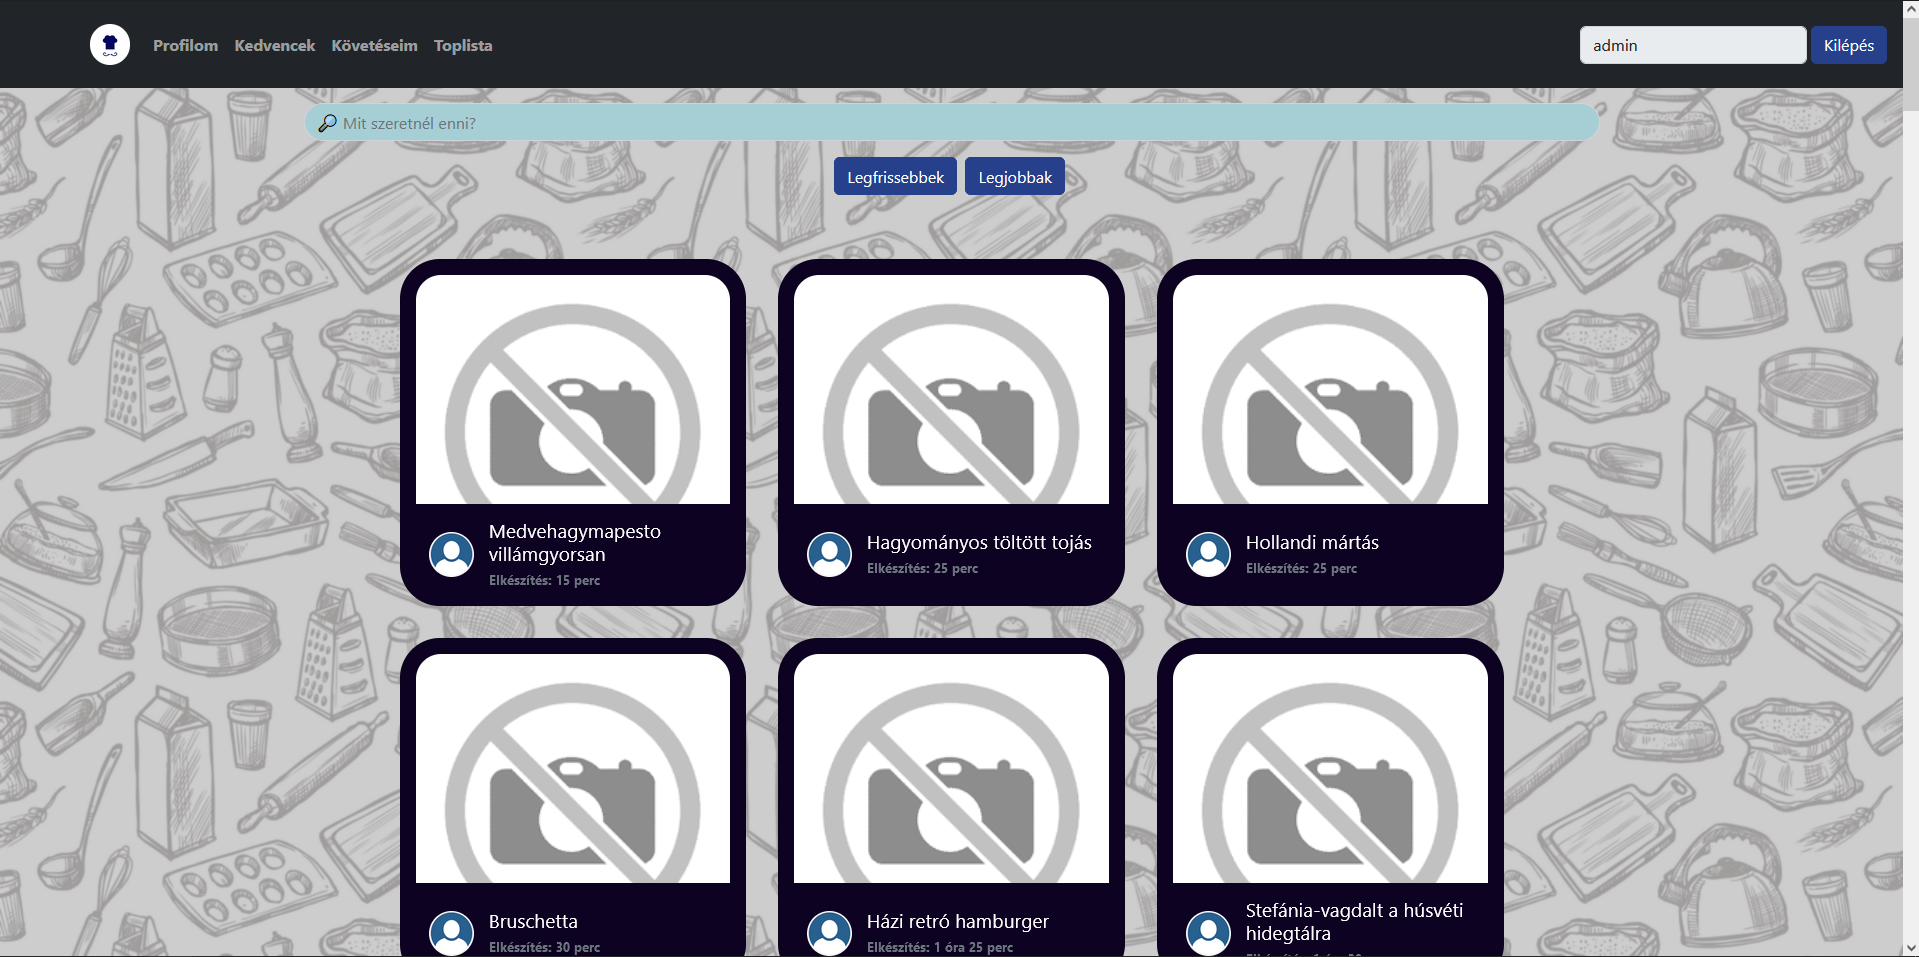 Profilom Kedvencek Követéseim Toplista admin Kilépés
Mit szeretnél enni?
Legfrissebbek Legjobbak
Medvehagymapesto
villámgyorsan
Elkészítés: 15 perc
Hagyományos töltött tojás
Elkészítés: 25 perc
Hollandi mártás
Elkészítés: 25 perc
Bruschetta
Elkészítés: 30 perc
Házi retró hamburger
Elkészítés: 1 óra 25 perc
Stefánia-vagdalt a húsvéti
hidegtálra